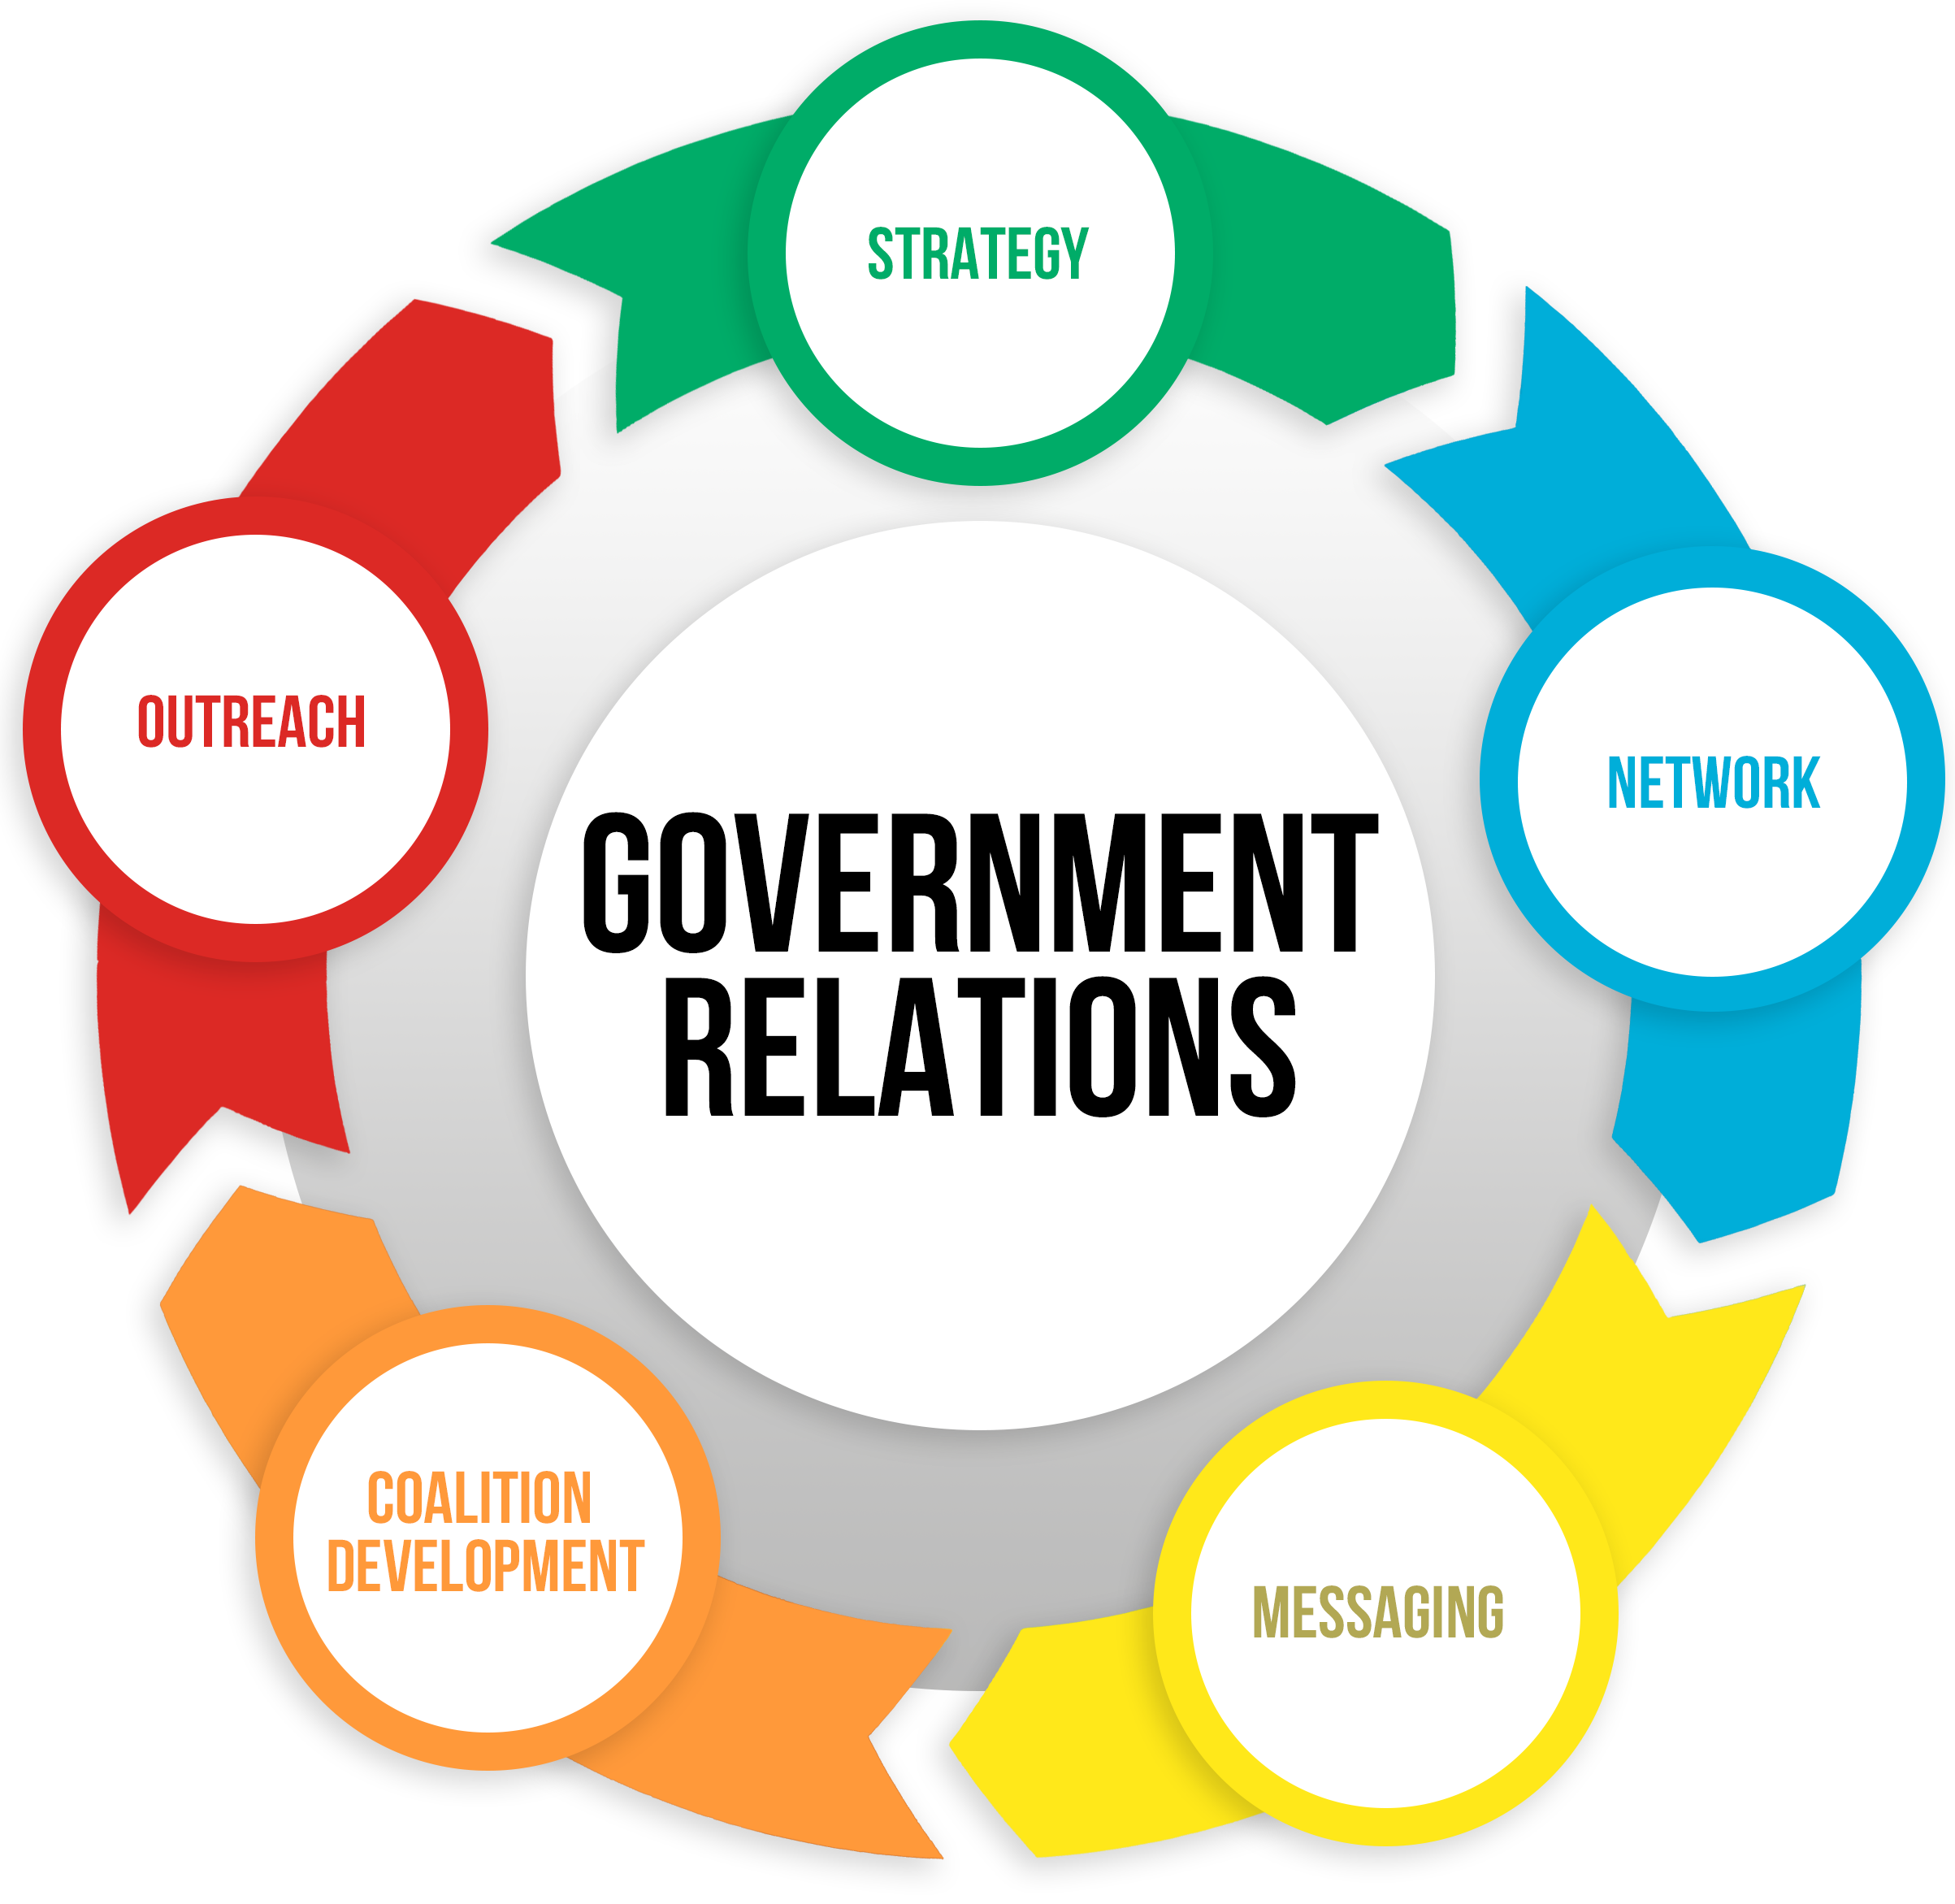 STRATEGY
NETWORK
MESSAGING
COALITION
DEVELOPMENT
OUTREACH
GOVERNMENT
RELATIONS